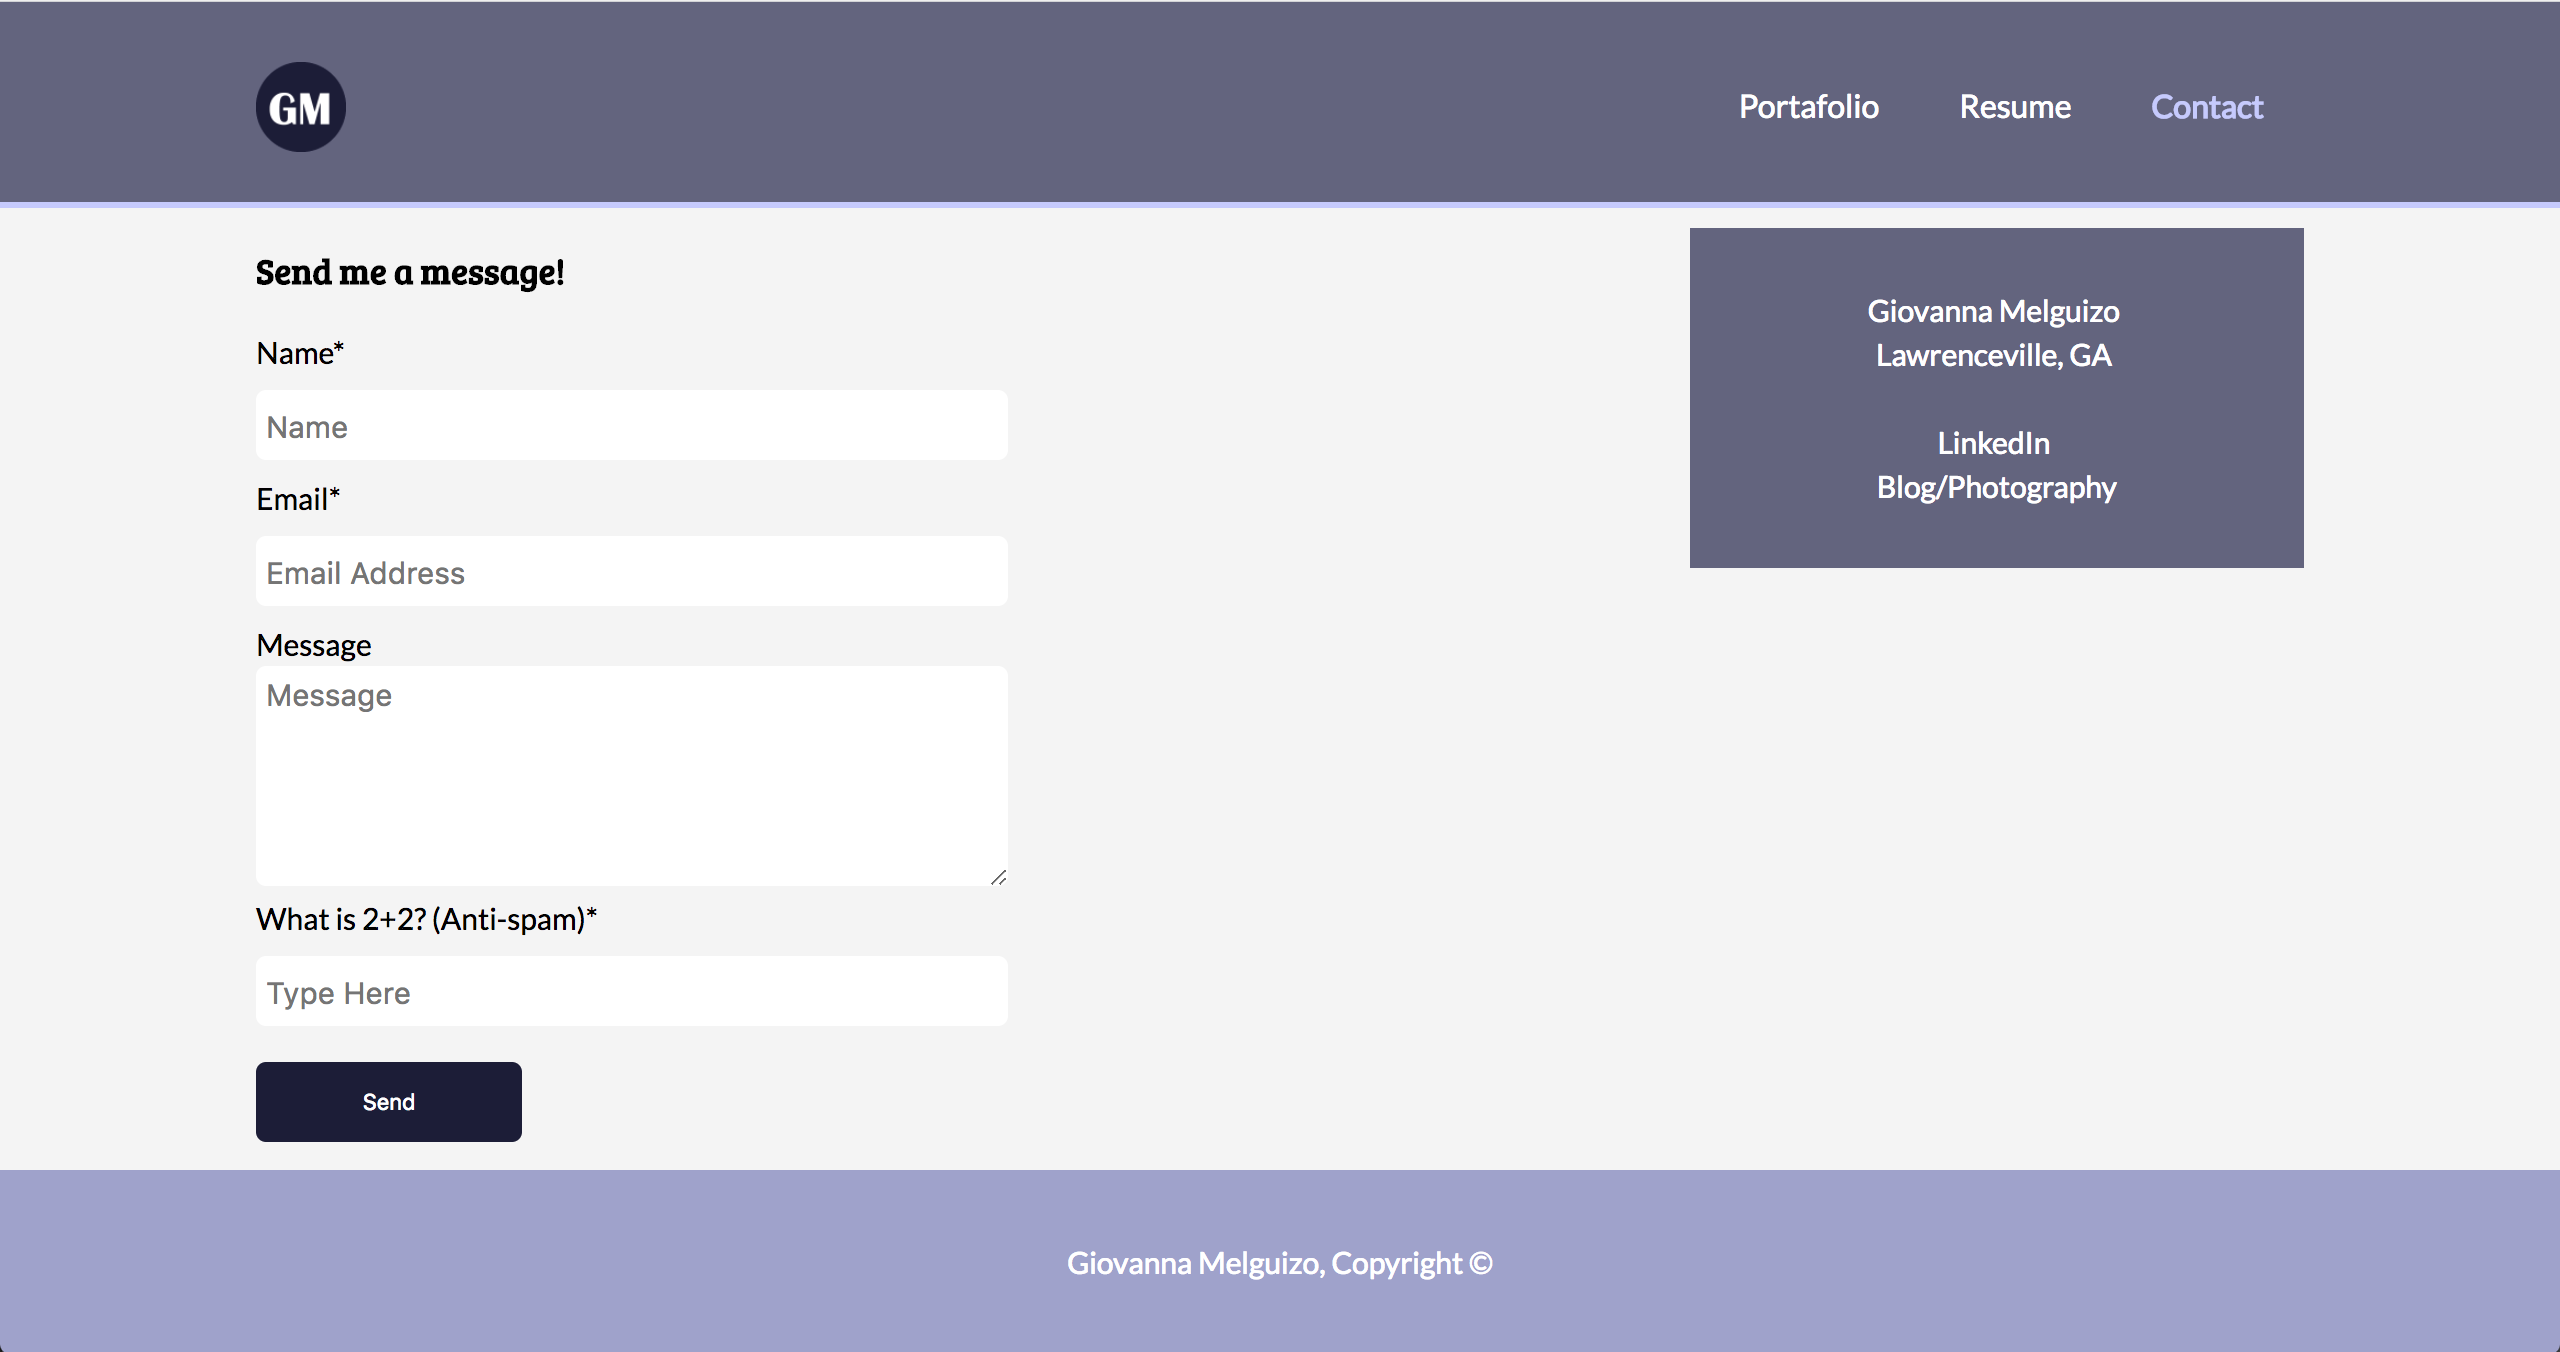 GM
Portafolio
Resume
Contact
Send me a message!
Name*
Name
Email*
Email Address
Message
Message
What is 2+2? (Anti-spam)*
Type Here
Send
Giovanna Melguizo
Lawrenceville, GA
LinkedIn
Blog/Photography
Giovanna Melguizo, Copyright ©